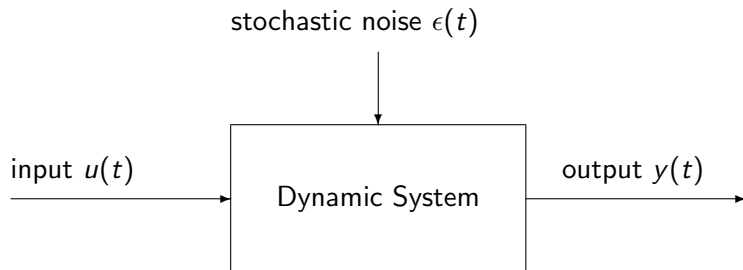 stochastic noise ϵ(t)
input u(t)
Dynamic System
output y(t)